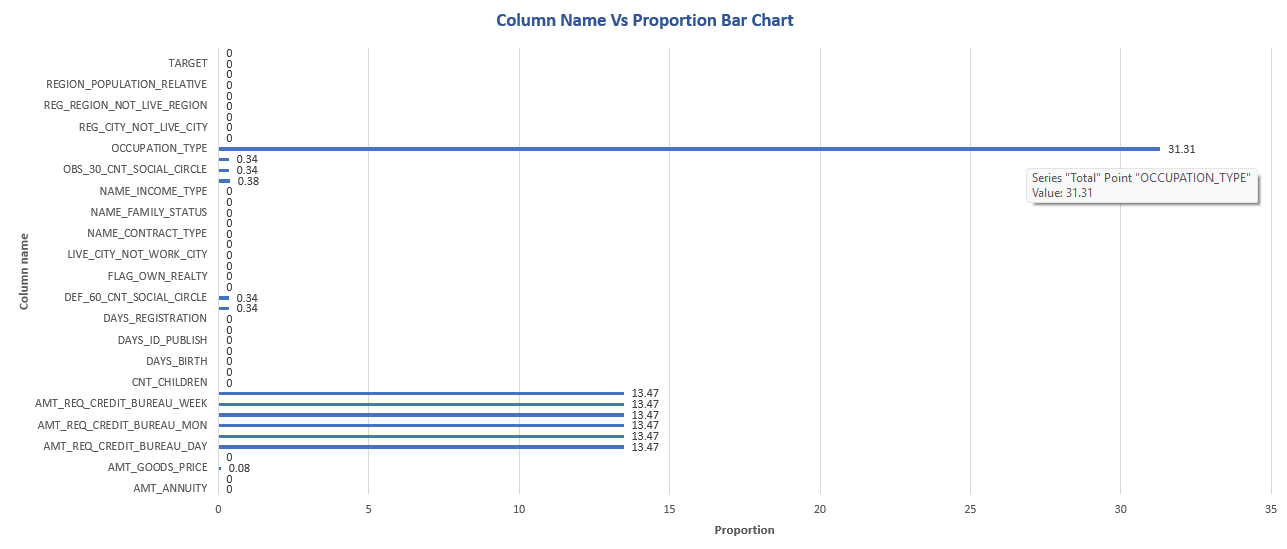 Column Name Vs Proportion Bar Chart
0
TARGET 0
0
REGION_POPULATION_RELATIVE 0
0
REG_REGION_NOT_LIVE_REGION 0
0
REG_CITY_NOT_LIVE_CITY 0
0
OCCUPATION_TYPE 31.31
0.34
OBS_30_CNT_SOCIAL_CIRCLE 0.34
0.38
NAME_INCOME_TYPE 0
0
NAME_FAMILY_STATUS 0
0
NAME_CONTRACT_TYPE 0
0
LIVE_CITY_NOT_WORK_CITY 0
0
FLAG_OWN_REALTY 0
0
DEF_60_CNT_SOCIAL_CIRCLE 0.34
0.34
DAYS_REGISTRATION 0
0
DAYS_ID_PUBLISH 0
0
DAYS_BIRTH 0
0
CNT_CHILDREN 0
13.47
AMT_REQ_CREDIT_BUREAU_WEEK 13.47
13.47
AMT_REQ_CREDIT_BUREAU_MON 13.47
13.47
AMT_REQ_CREDIT_BUREAU_DAY 13.47
0
AMT_GOODS_PRICE 0.08
0
AMT_ANNUITY 0
Series "Total" Point "OCCUPATION_TYPE"
Value: 31.31
Column name
0 5 10 15 20 25 30 35
Proportion